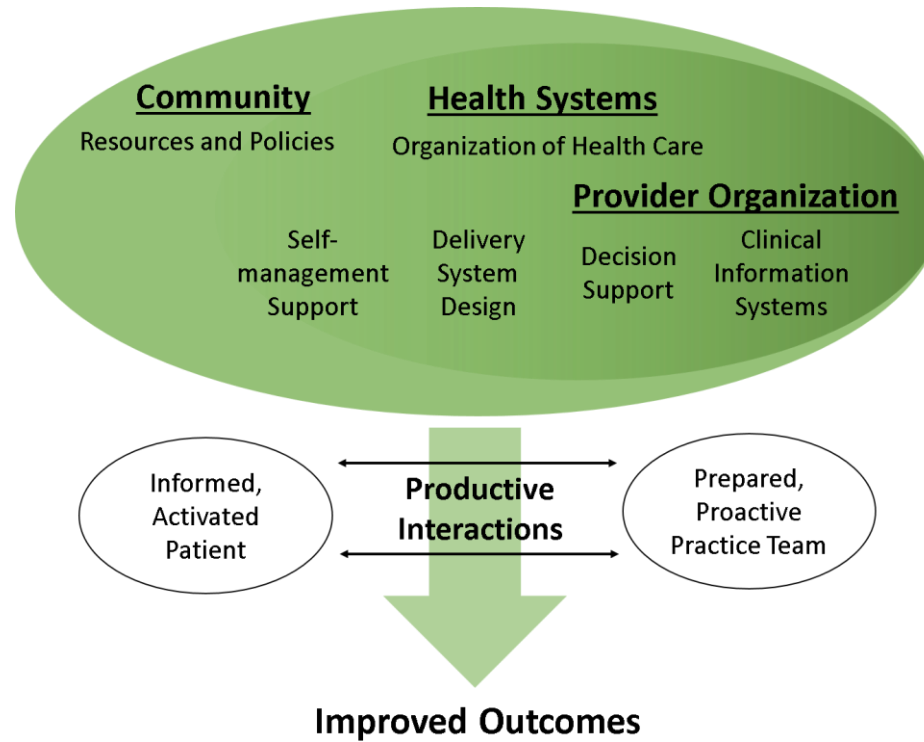 Community
Resources and Policies
Health Systems
Organization of Health Care
Provider Organization
Self-
management
Support
Delivery
System
Design
Decision
Support
Clinical
Information
Systems
Informed,
Activated
Patient
Productive
Interactions
Prepared,
Proactive
Practice Team
Improved Outcomes